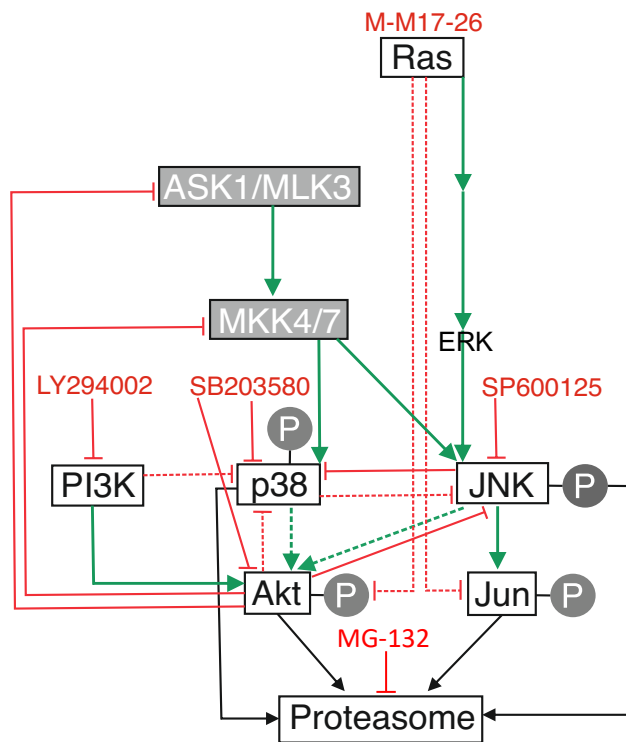 M-M17-26
Ras
ASK1/MLK3
MKK4/7
ERK
LY294002
SB203580
SP600125
P
PI3K
p38
JNK
P
Akt
P
Jun
P
MG-132
Proteasome